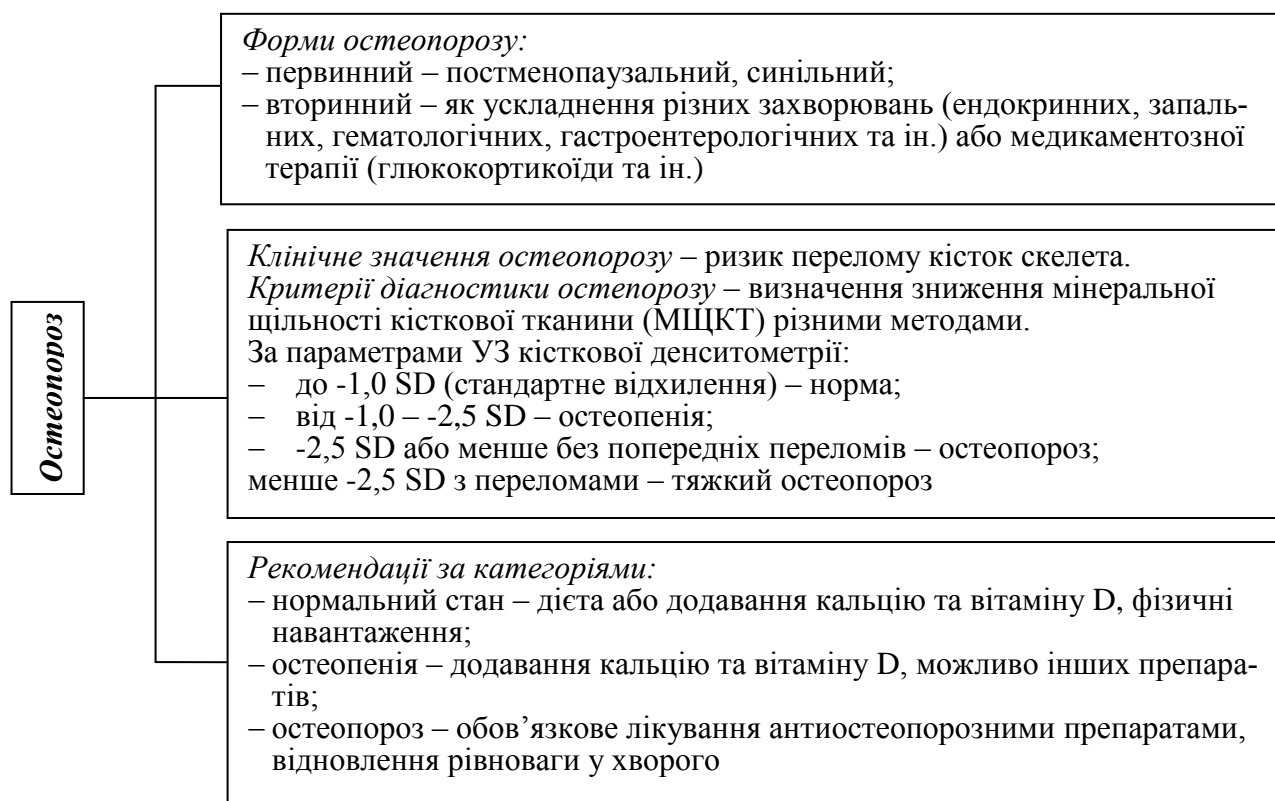 Остеопороз
Форми остеопорозу:
– первинний – постменопаузальний, синільний;
– вторинний – як ускладнення різних захворювань (ендокринних, запаль-
них, гематологічних, гастроентерологічних та ін.) або медикаментозної
терапії (глюкокортикоїди та ін.)
Клінічне значення остеопорозу – ризик перелому кісток скелета.
Критерії діагностики остепорозу – визначення зниження мінеральної
щільності кісткової тканини (МЩКТ) різними методами.
За параметрами УЗ кісткової денситометрії:
– до -1,0 SD (стандартне відхилення) – норма;
– від -1,0 – -2,5 SD – остеопенія;
– -2,5 SD або менше без попередніх переломів – остеопороз;
менше -2,5 SD з переломами – тяжкий остеопороз
Рекомендації за категоріями:
– нормальний стан – дієта або додавання кальцію та вітаміну D, фізичні
навантаження;
– остеопенія – додавання кальцію та вітаміну D, можливо інших препара-
тів;
– остеопороз – обов’язкове лікування антиостеопорозними препаратами,
відновлення рівноваги у хворого